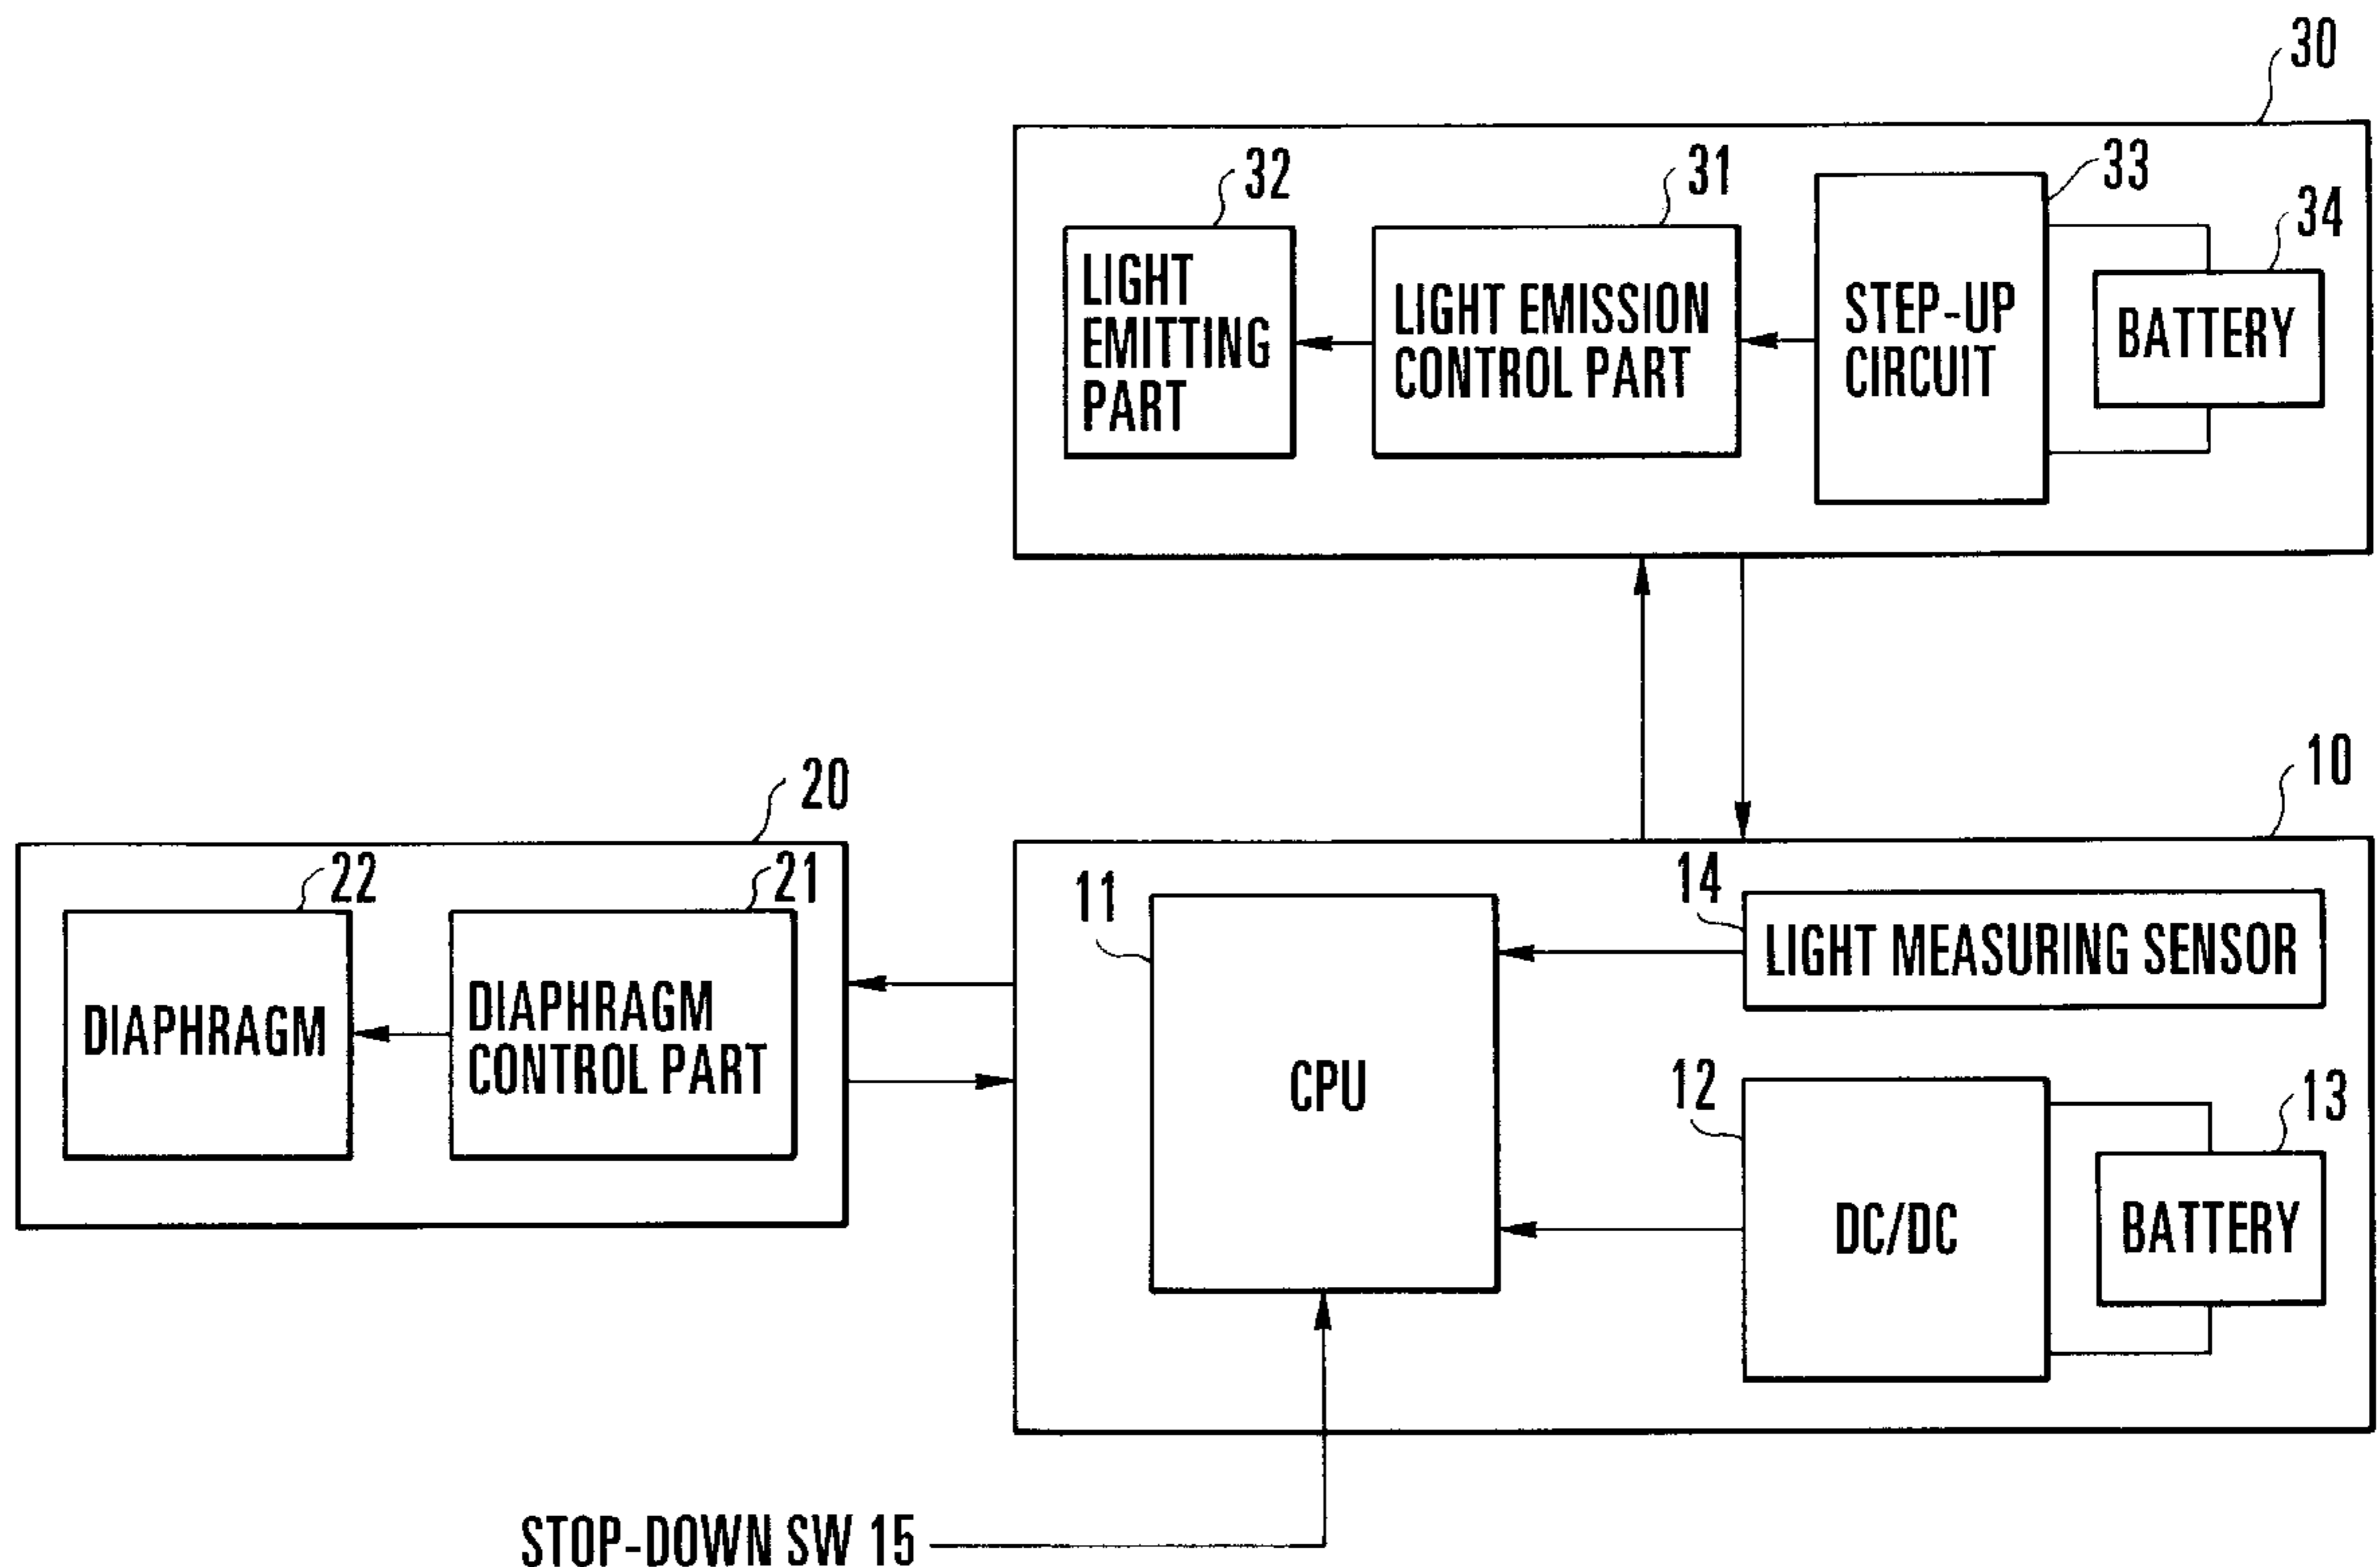 30
32
31
33
34
LIGHT
EMITTING
PART
LIGHT EMISSION
CONTROL PART
STEP-UP
CIRCUIT
BATTERY
20
10
22
21
11
14
DIAPHRAGM
DIAPHRAGM
CONTROL PART
CPU
LIGHT MEASURING SENSOR
12
13
DC/DC
BATTERY
STOP-DOWN SW 15